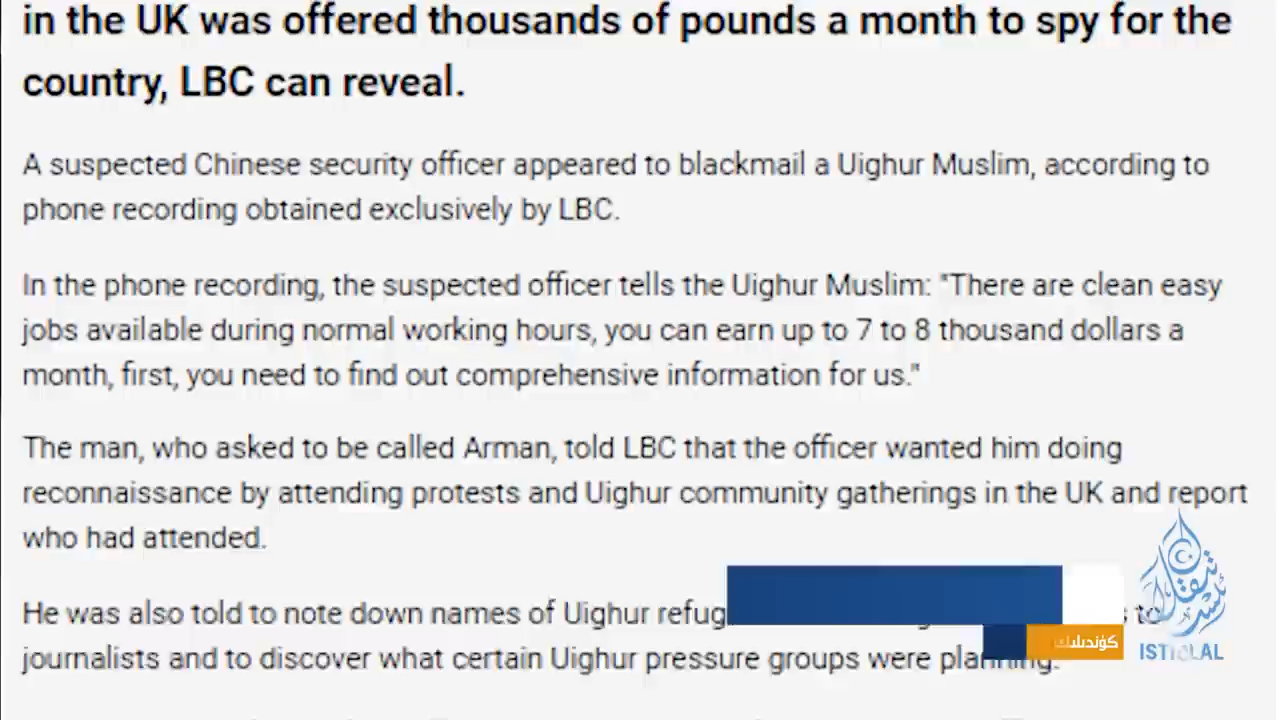 in the UK was offered thousands of pounds a month to spy for the
country, LBC can reveal.
A suspected Chinese security officer appeared to blackmail a Uighur Muslim, according to
phone recording obtained exclusively by LBC.
In the phone recording, the suspected officer tells the Uighur Muslim: "There are clean easy
jobs available during normal working hours, you can earn up to 7 to 8 thousand dollars a
month, first, you need to find out comprehensive information for us."
The man, who asked to be called Arman, told LBC that the officer wanted him doing
reconnaissance by attending protests and Uighur community gatherings in the UK and report
who had attended.
He was also told to note down names of Uighur to
journalists and to discover what certain Uighur pressure groups were planning.
كۈندىلىك
ISTIQLAL